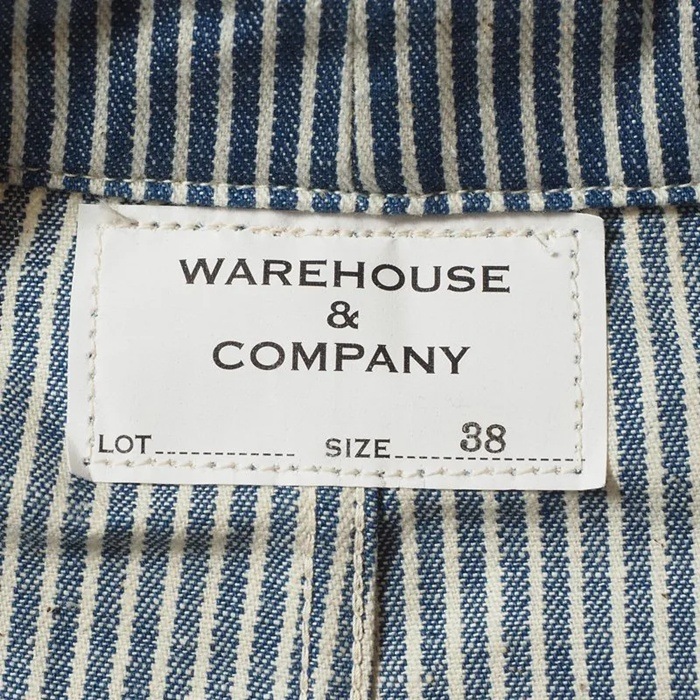 WAREHOUSE
&
COMPANY
LOT SIZE 38